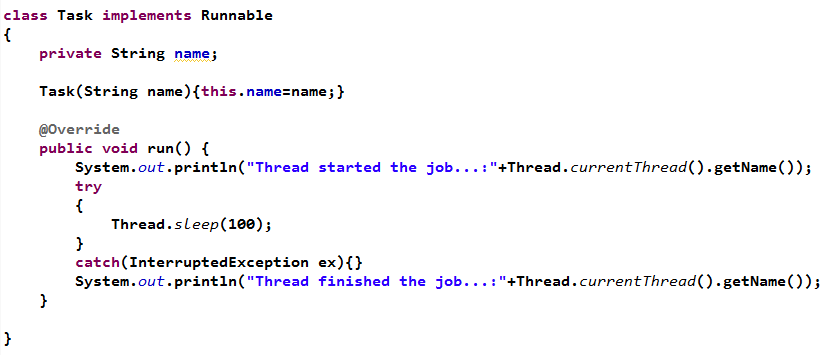 class Task implements Runnable
{
    private String name;

    Task(String name){this.name=name;}

    @Override
    public void run() {
        System.out.println("Thread started the job...:"+Thread.currentThread().getName());
        try
        {
            Thread.sleep(100);
        }
        catch(InterruptedException ex){}
        System.out.println("Thread finished the job...:"+Thread.currentThread().getName());
    }

}